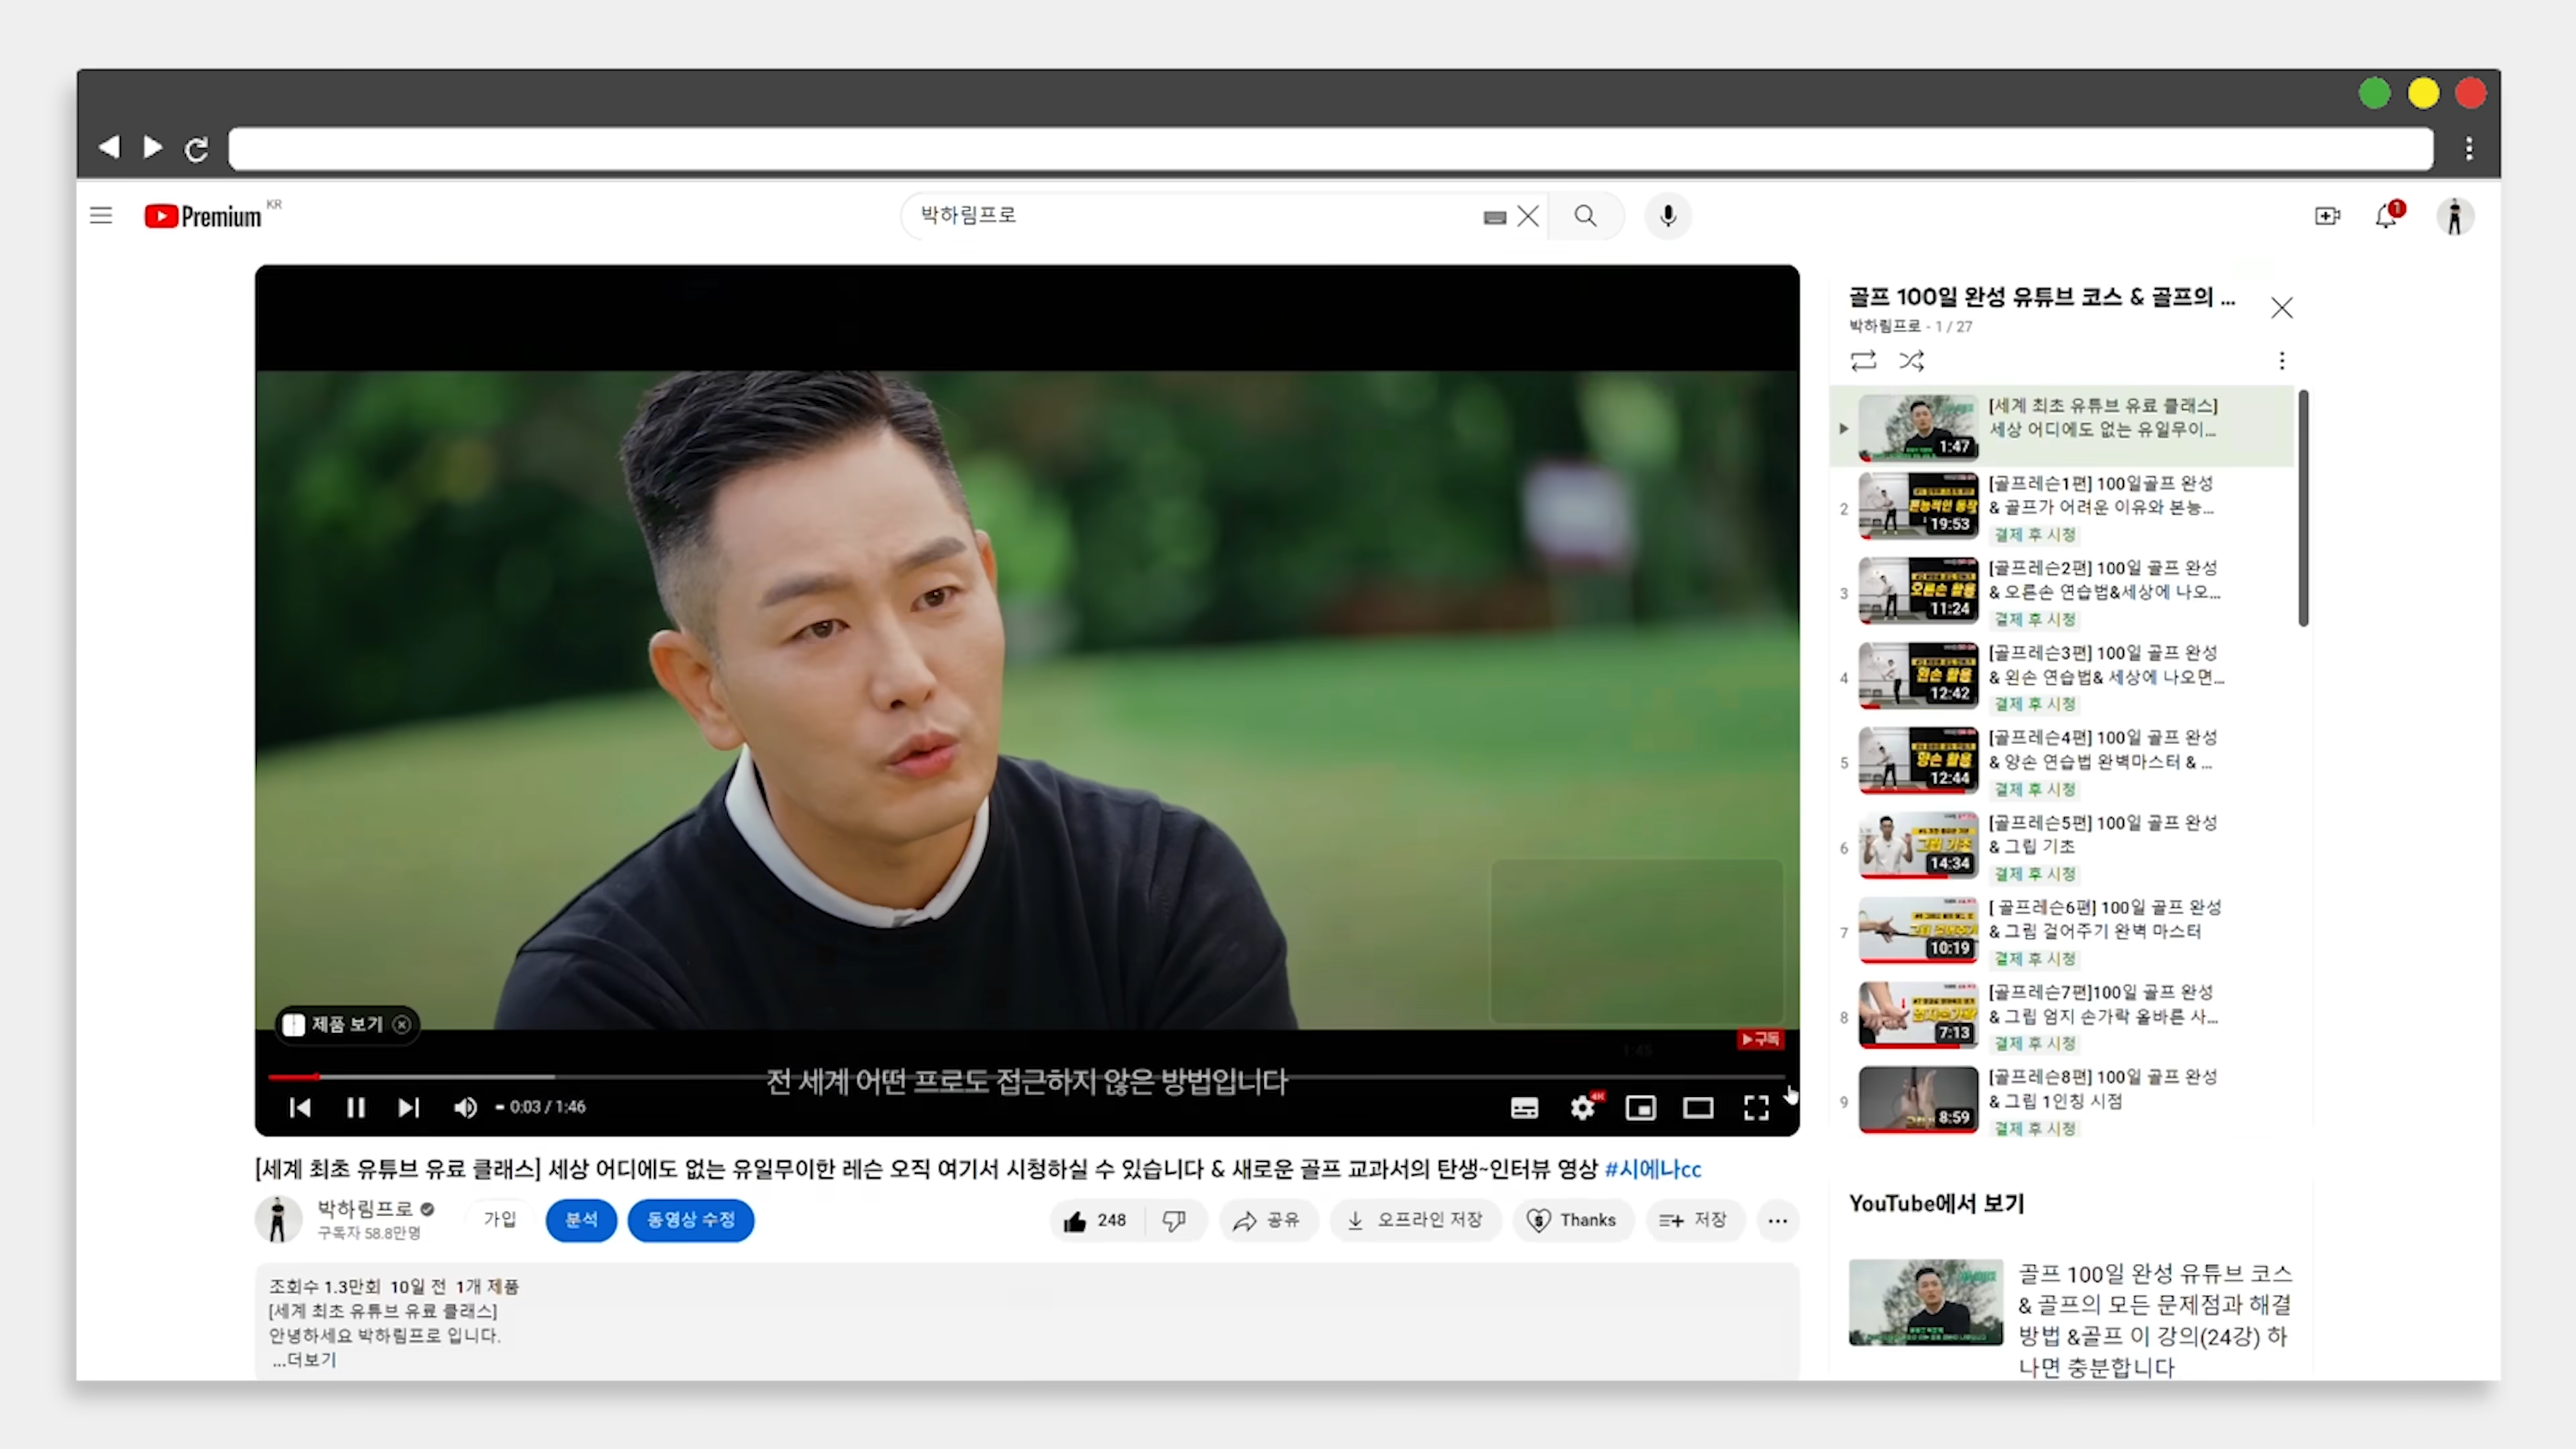 Premium KR
박하림프로
1
전 세계 어떤 프로도 접근하지 않은 방법입니다
제품 보기
구독
0:03 / 1:46
4K
[세계 최초 유튜브 유료 클래스] 세상 어디에도 없는 유일무이한 레슨 오직 여기서 시청하실 수 있습니다 & 새로운 골프 교과서의 탄생~인터뷰 영상 #시에나cc
박하림프로
구독자 58.8만명
가입
분석
동영상 수정
248
공유
오프라인 저장
Thanks
저장
조회수 1.3만회 10일 전 1개 제품
[세계 최초 유튜브 유료 클래스]
안녕하세요 박하림프로 입니다.
...더보기
골프 100일 완성 유튜브 코스 & 골프의 ...
박하림프로 - 1 / 27
1:47
[세계 최초 유튜브 유료 클래스]
세상 어디에도 없는 유일무이...
2
본능적인 동작
19:53
[골프레슨1편] 100일골프 완성
& 골프가 어려운 이유와 본능...
결제 후 시청
3
오른손 활용
11:24
[골프레슨2편] 100일 골프 완성
& 오른손 연습법&세상에 나오...
결제 후 시청
4
왼손 활용
12:42
[골프레슨3편] 100일 골프 완성
& 왼손 연습법& 세상에 나오면...
결제 후 시청
5
양손 활용
12:44
[골프레슨4편] 100일 골프 완성
& 양손 연습법 완벽마스터 & ...
결제 후 시청
6
그립 기초
14:34
[골프레슨5편] 100일 골프 완성
& 그립 기초
결제 후 시청
7
10:19
[ 골프레슨6편] 100일 골프 완성
& 그립 걸어주기 완벽 마스터
결제 후 시청
8
7:13
[골프레슨7편]100일 골프 완성
& 그립 엄지 손가락 올바른 사...
결제 후 시청
9
8:59
[골프레슨8편] 100일 골프 완성
& 그립 1인칭 시점
결제 후 시청
YouTube에서 보기
골프 100일 완성 유튜브 코스
& 골프의 모든 문제점과 해결
방법 &골프 이 강의(24강) 하
나면 충분합니다